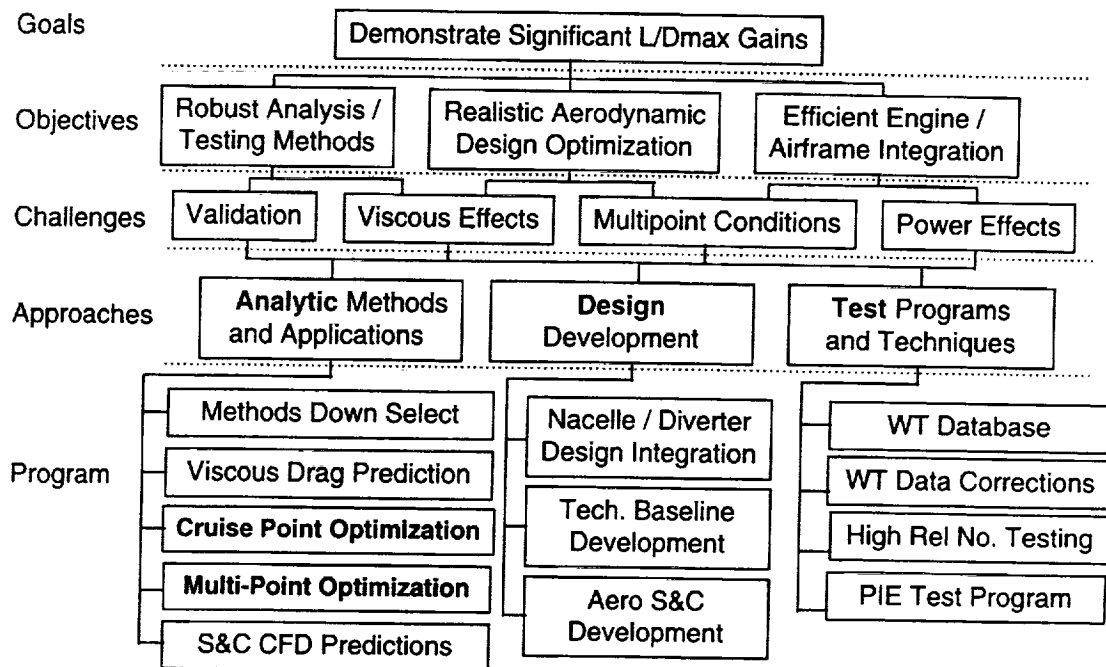 Goals
Demonstrate Significant L/Dmax Gains
Objectives
Robust Analysis /
Testing Methods
Realistic Aerodynamic
Design Optimization
Efficient Engine /
Airframe Integration
Challenges
Validation
Viscous Effects
Multipoint Conditions
Power Effects
Approaches
Analytic Methods
and Applications
Design
Development
Test Programs
and Techniques
Program
Methods Down Select
Viscous Drag Prediction
Cruise Point Optimization
Multi-Point Optimization
S&C CFD Predictions
Nacelle / Diverter
Design Integration
Tech. Baseline
Development
Aero S&C
Development
WT Database
WT Data Corrections
High Rel No. Testing
PIE Test Program